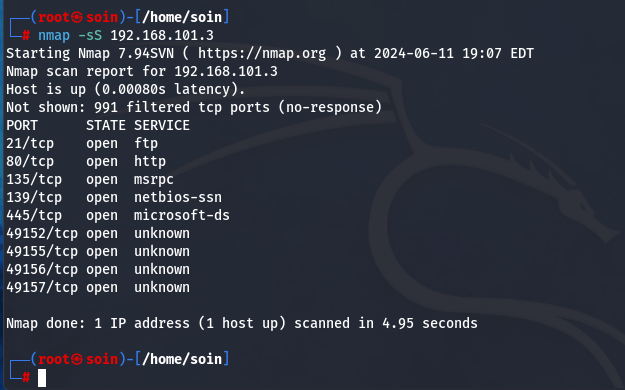 ┌──(root㉿soin)-[/home/soin]
└─# nmap -sS 192.168.101.3
Starting Nmap 7.94SVN ( https://nmap.org ) at 2024-06-11 19:07 EDT
Nmap scan report for 192.168.101.3
Host is up (0.00080s latency).
Not shown: 991 filtered tcp ports (no-response)
PORT      STATE SERVICE
21/tcp    open  ftp
80/tcp    open  http
135/tcp   open  msrpc
139/tcp   open  netbios-ssn
445/tcp   open  microsoft-ds
49152/tcp open  unknown
49155/tcp open  unknown
49156/tcp open  unknown
49157/tcp open  unknown
Nmap done: 1 IP address (1 host up) scanned in 4.95 seconds
┌──(root㉿soin)-[/home/soin]
└─#